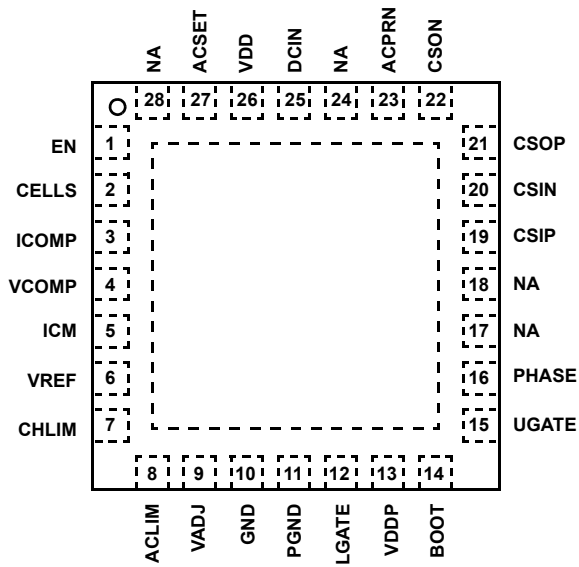 NA ACSET VDD DCIN NA ACPRN CSON
28 27 26 25 24 23 22
EN 1 21 CSOP
CELLS 2 20 CSIN
ICOMP 3 19 CSIP
VCOMP 4 18 NA
ICM 5 17 NA
VREF 6 16 PHASE
CHLIM 7 15 UGATE
8 9 10 11 12 13 14
ACLIM VADJ GND PGND LGATE VDDP BOOT